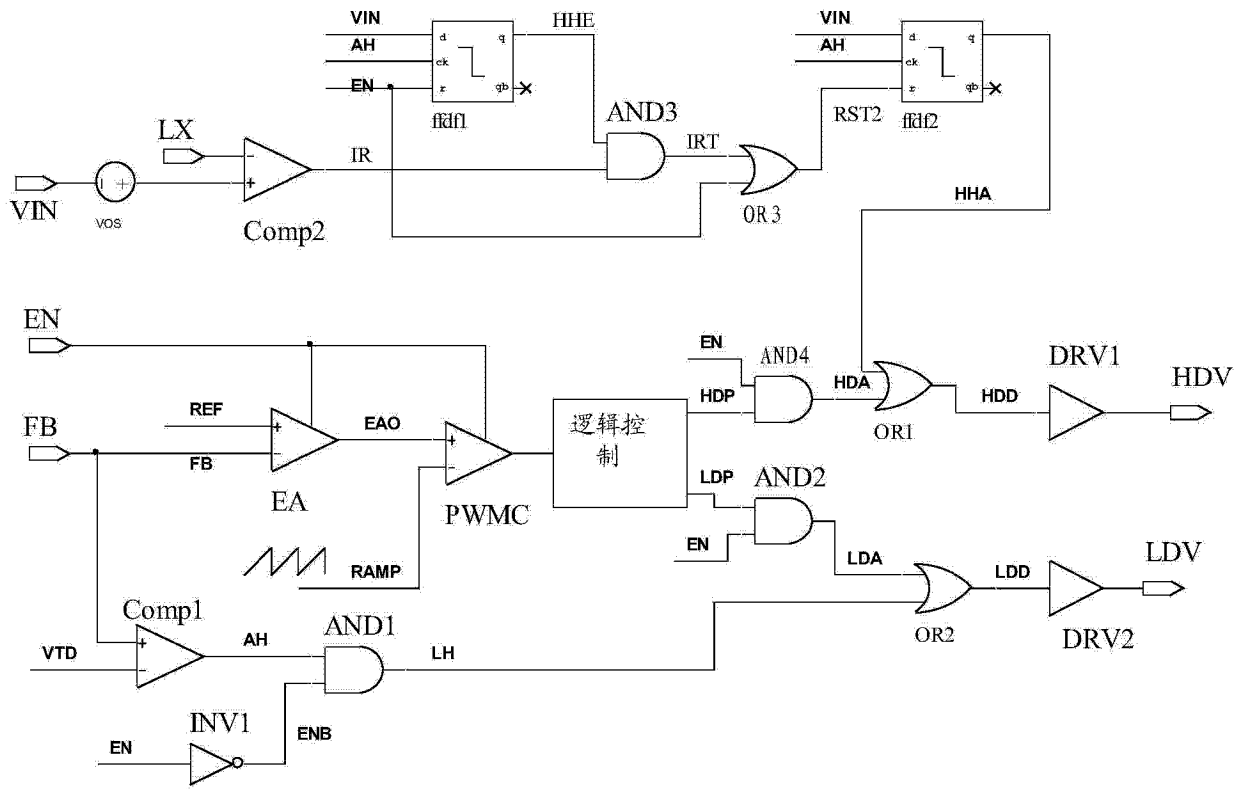 VIN
AH
EN
d
ck
r
q
qb
ffdf1
HHE
VIN
AH
d
ck
r
q
qb
ffdf2
RST2
AND3
IRT
OR3
HHA
LX
VIN
VOS
-
+
IR
Comp2
EN
FB
REF
FB
+
-
EA
EAO
+
-
PWMC
RAMP
逻辑控
制
HDP
LDP
EN
AND4
HDA
OR1
HDD
DRV1
HDV
AND2
EN
LDA
OR2
LDD
DRV2
LDV
Comp1
VTD
+
-
AH
AND1
LH
INV1
EN
ENB